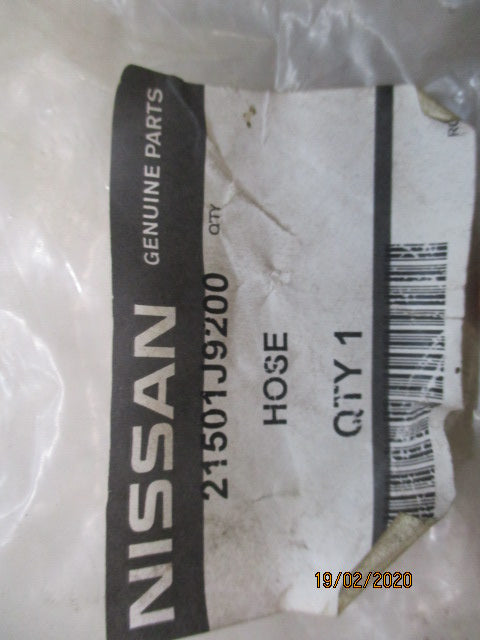 NISSAN GENUINE PARTS
21501J9200 QTY
HOSE
QTY 1
19/02/2020